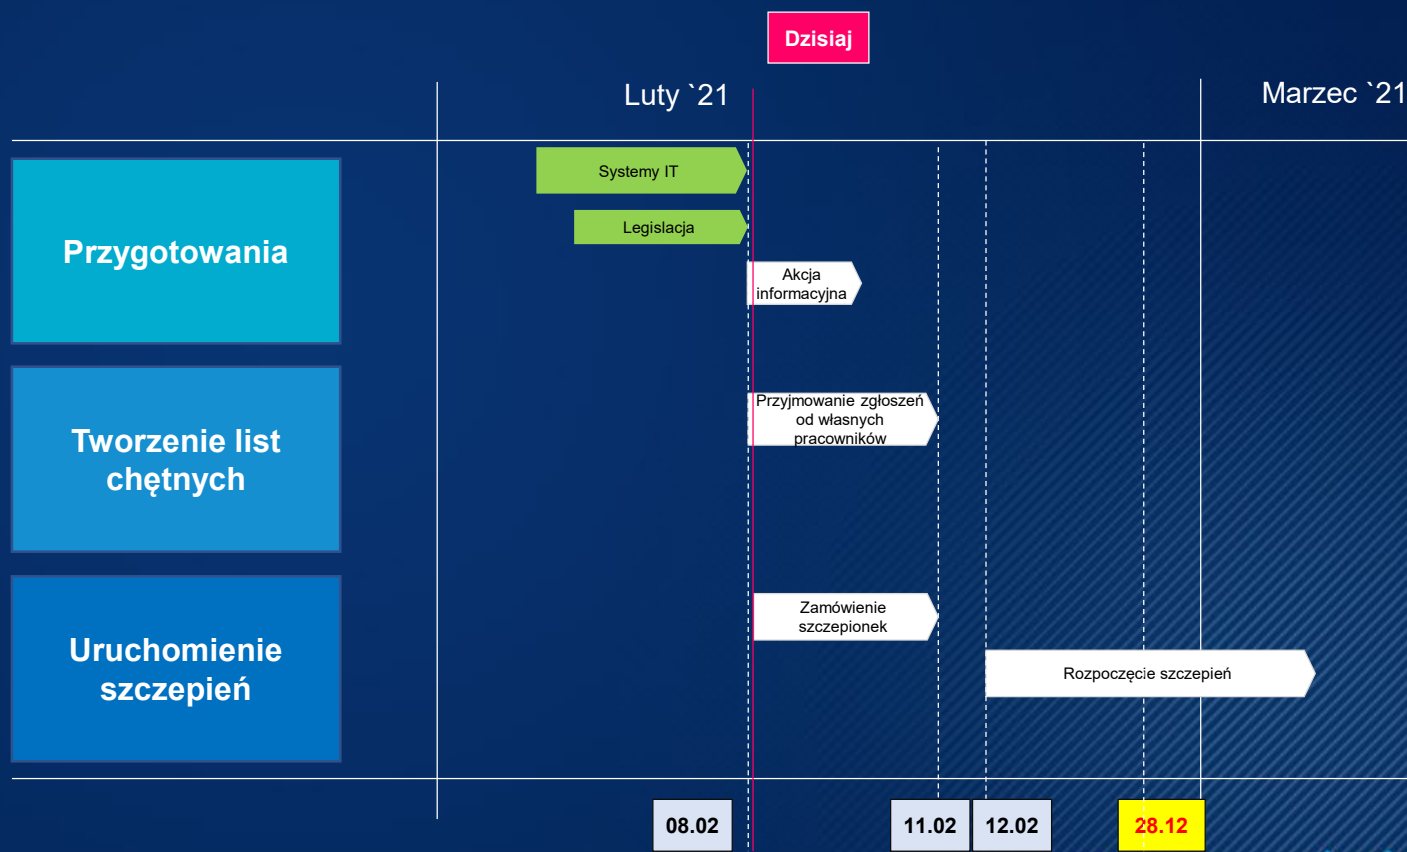 Dzisiaj
Luty `21
Marzec `21
Przygotowania
Systemy IT
Legislacja
Akcja
informacyjna
Tworzenie list
chętnych
Przyjmowanie zgłoszeń
od własnych
pracowników
Uruchomienie
szczepień
Zamówienie
szczepionek
Rozpoczęcie szczepień
08.02
11.02
12.02
28.12